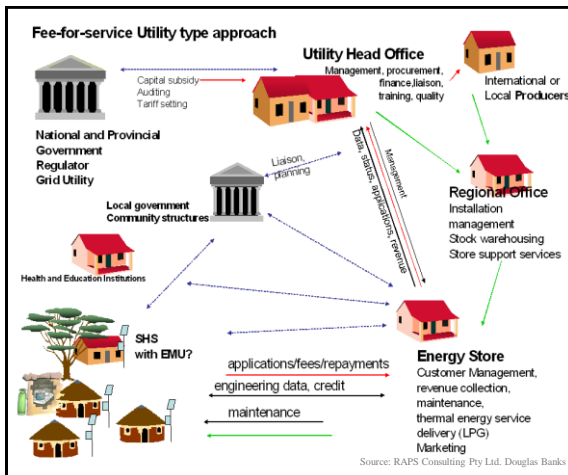 Fee-for-service Utility type approach
Utility Head Office
Management, procurement,
finance,liaison,
training, quality
International or
Local Producers
Capital subsidy
Auditing
Tariff setting
National and Provincial
Government
Regulator
Grid Utility
Liaison,
planning
Management
Data, status, applications, revenue
Regional Office
Installation
management
Stock warehousing
Store support services
Local government
Community structures
Health and Education Institutions
SHS
with EMU?
applications/fees/repayments
engineering data, credit
maintenance
Energy Store
Customer Management,
revenue collection,
maintenance,
thermal energy service
delivery (LPG)
Marketing
Source: RAPS Consulting Pty Ltd. Douglas Banks